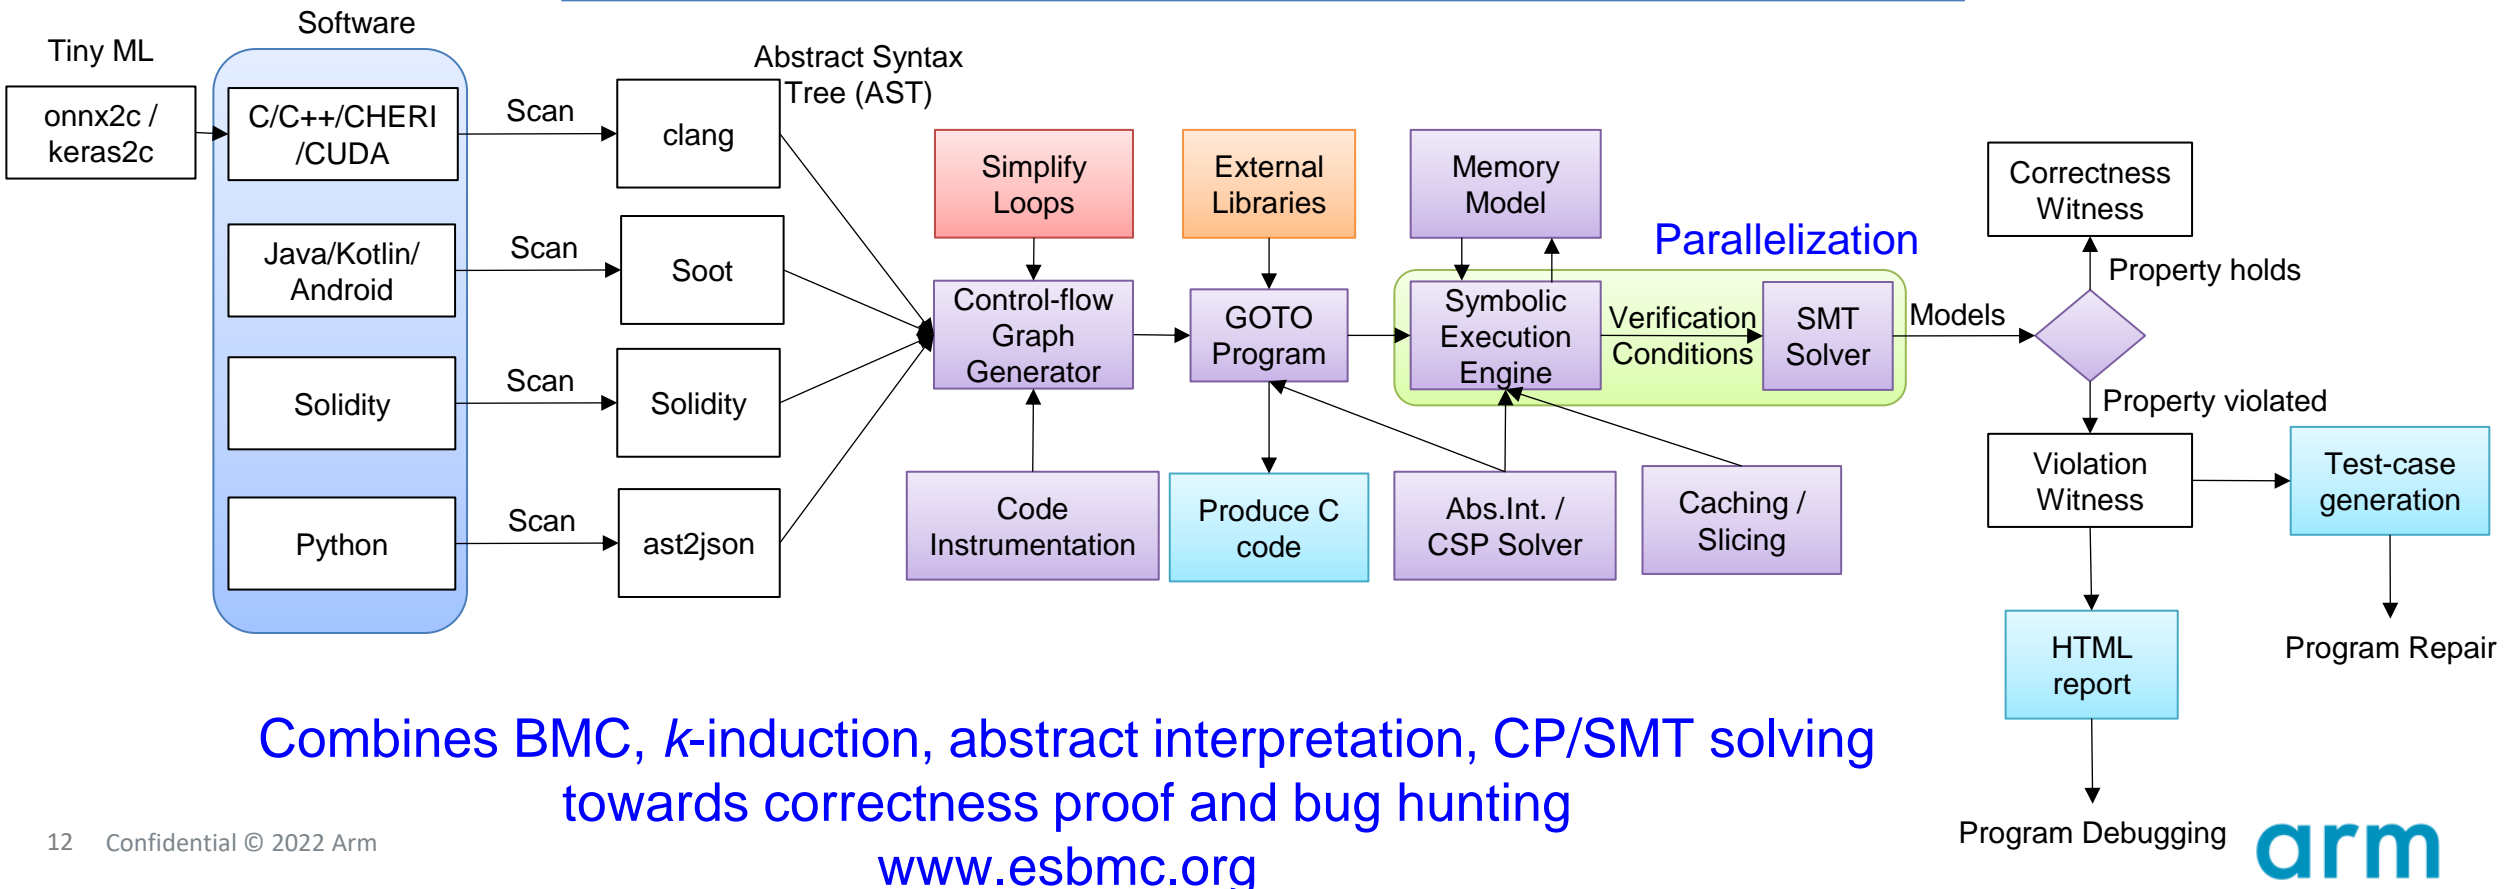 Software
Tiny ML
Abstract Syntax
Tree (AST)
onnx2c /
keras2c
C/C++/CHERI
/CUDA
Scan
clang
Java/Kotlin/
Android
Scan
Soot
Solidity
Scan
Solidity
Python
Scan
ast2json
Simplify
Loops
External
Libraries
Memory
Model
Parallelization
Control-flow
Graph
Generator
GOTO
Program
Symbolic
Execution
Engine
Verification
Conditions
SMT
Solver
Models
Correctness
Witness
Property holds
Property violated
Code
Instrumentation
Produce C
code
Abs.Int. /
CSP Solver
Caching /
Slicing
Violation
Witness
Test-case
generation
HTML
report
Program Repair
Program Debugging
Combines BMC, k-induction, abstract interpretation, CP/SMT solving
towards correctness proof and bug hunting
www.esbmc.org
12 Confidential © 2022 Arm
arm